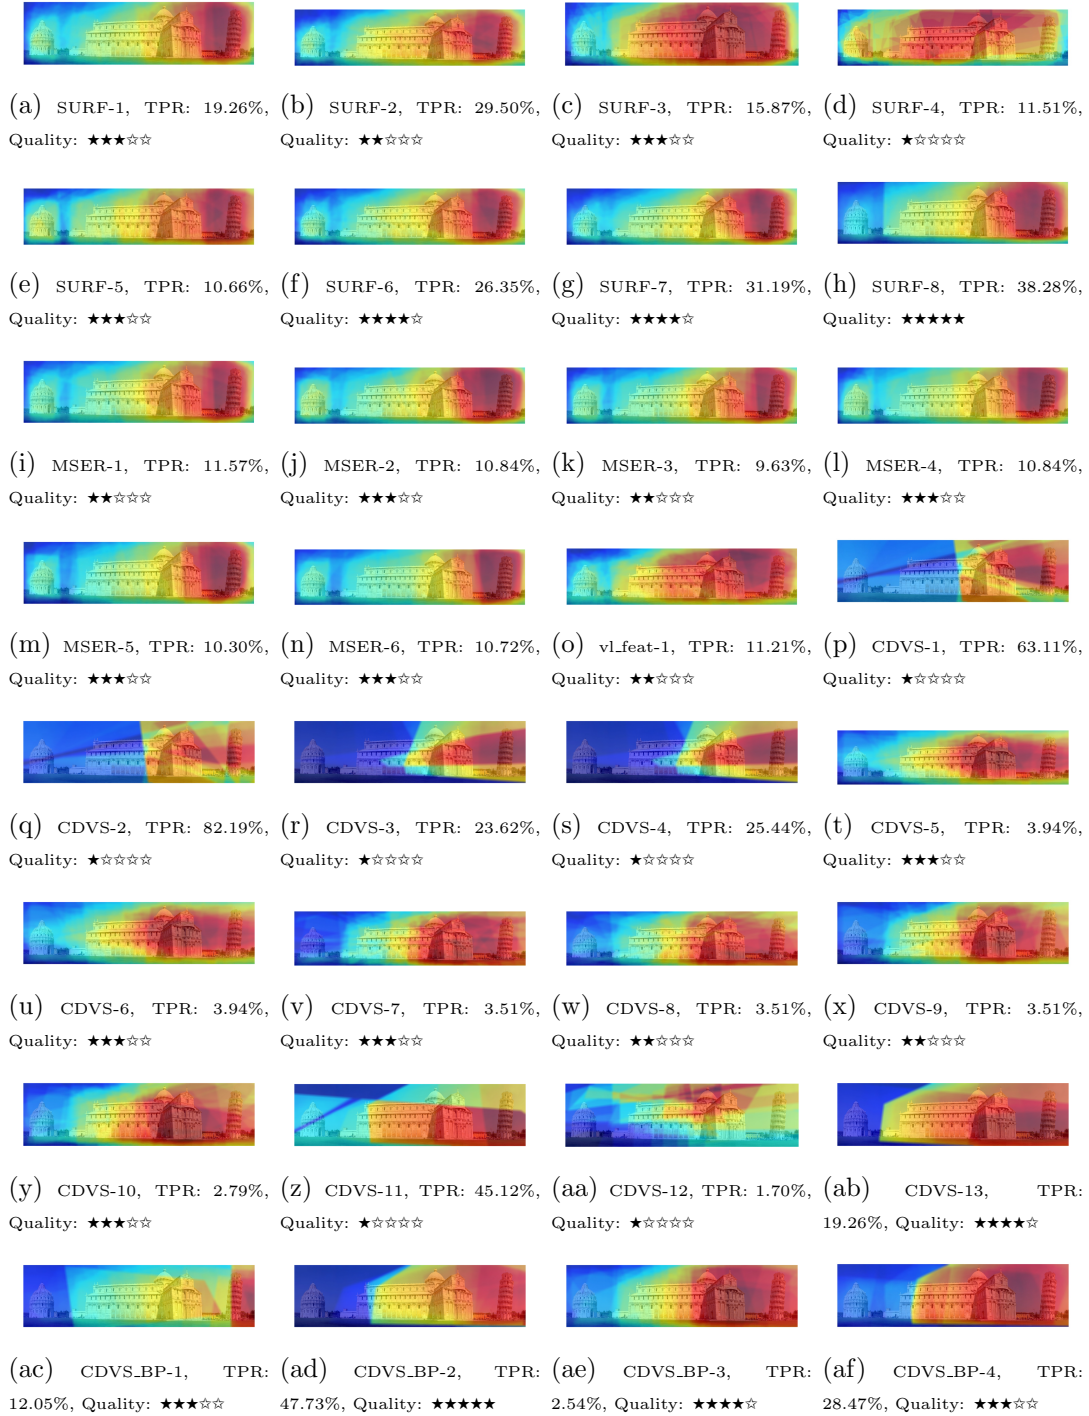 (a) SURF-1, TPR: 19.26%, Quality: ★★★☆☆
(b) SURF-2, TPR: 29.50%, Quality: ★★☆☆☆
(c) SURF-3, TPR: 15.87%, Quality: ★★★☆☆
(d) SURF-4, TPR: 11.51%, Quality: ★☆☆☆☆
(e) SURF-5, TPR: 10.66%, Quality: ★★★☆☆
(f) SURF-6, TPR: 26.35%, Quality: ★★★★☆
(g) SURF-7, TPR: 31.19%, Quality: ★★★★☆
(h) SURF-8, TPR: 38.28%, Quality: ★★★★★
(i) MSER-1, TPR: 11.57%, Quality: ★★☆☆☆
(j) MSER-2, TPR: 10.84%, Quality: ★★★☆☆
(k) MSER-3, TPR: 9.63%, Quality: ★★☆☆☆
(l) MSER-4, TPR: 10.84%, Quality: ★★★☆☆
(m) MSER-5, TPR: 10.30%, Quality: ★★★☆☆
(n) MSER-6, TPR: 10.72%, Quality: ★★★☆☆
(o) vl_feat-1, TPR: 11.21%, Quality: ★★☆☆☆
(p) CDVS-1, TPR: 63.11%, Quality: ★☆☆☆☆
(q) CDVS-2, TPR: 82.19%, Quality: ★☆☆☆☆
(r) CDVS-3, TPR: 23.62%, Quality: ★☆☆☆☆
(s) CDVS-4, TPR: 25.44%, Quality: ★☆☆☆☆
(t) CDVS-5, TPR: 3.94%, Quality: ★★★☆☆
(u) CDVS-6, TPR: 3.94%, Quality: ★★★☆☆
(v) CDVS-7, TPR: 3.51%, Quality: ★★★☆☆
(w) CDVS-8, TPR: 3.51%, Quality: ★★☆☆☆
(x) CDVS-9, TPR: 3.51%, Quality: ★★☆☆☆
(y) CDVS-10, TPR: 2.79%, Quality: ★★★☆☆
(z) CDVS-11, TPR: 45.12%, Quality: ★☆☆☆☆
(aa) CDVS-12, TPR: 1.70%, Quality: ★☆☆☆☆
(ab) CDVS-13, TPR: 19.26%, Quality: ★★★★☆
(ac) CDVS_BP-1, TPR: 12.05%, Quality: ★★★☆☆
(ad) CDVS_BP-2, TPR: 47.73%, Quality: ★★★★★
(ae) CDVS_BP-3, TPR: 2.54%, Quality: ★★★★☆
(af) CDVS_BP-4, TPR: 28.47%, Quality: ★★★☆☆